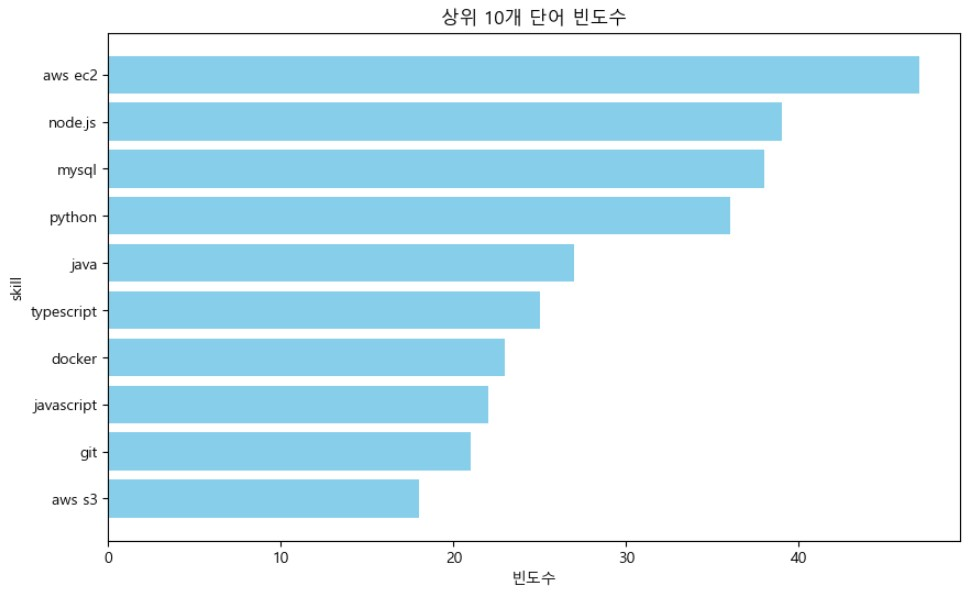 상위 10개 단어 빈도수
aws ec2
node.js
mysql
python
java
typescript
docker
javascript
git
aws s3
skill
0 10 20 30 40
빈도수